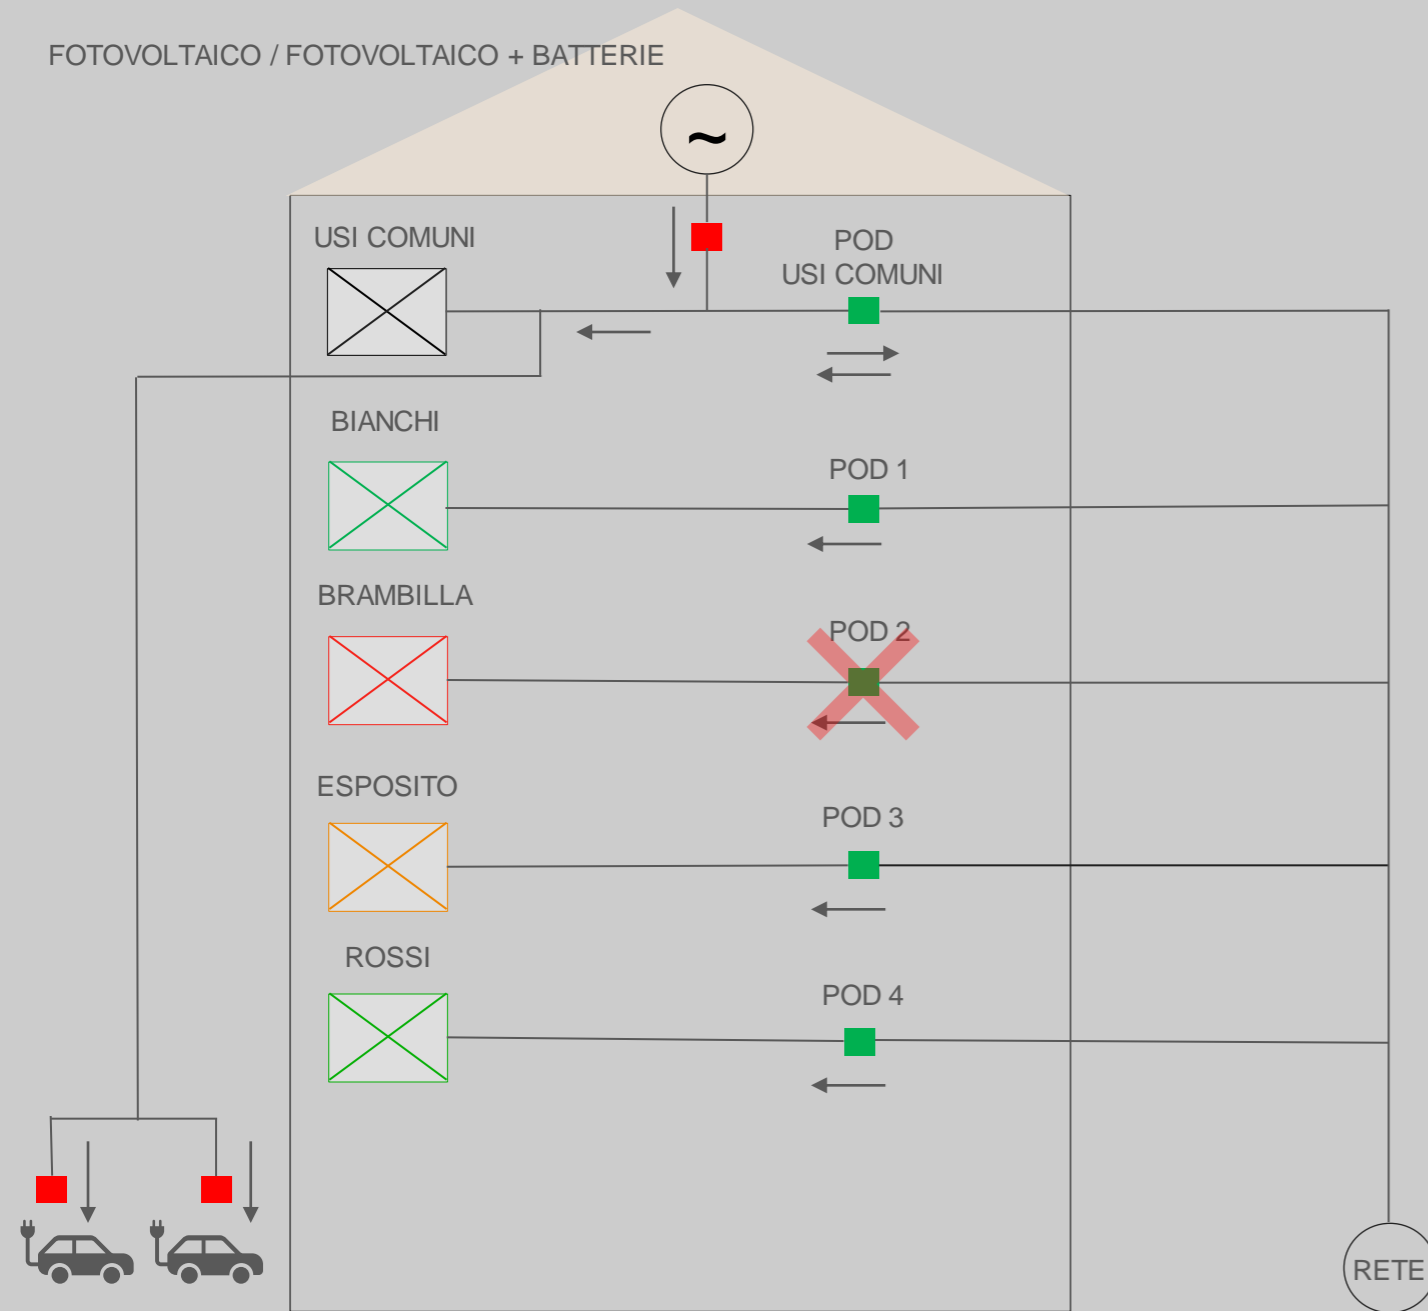 FOTOVOLTAICO / FOTOVOLTAICO + BATTERIE
~
USI COMUNI
POD
USI COMUNI
BIANCHI
POD 1
BRAMBILLA
POD 2
ESPOSITO
POD 3
ROSSI
POD 4
RETE